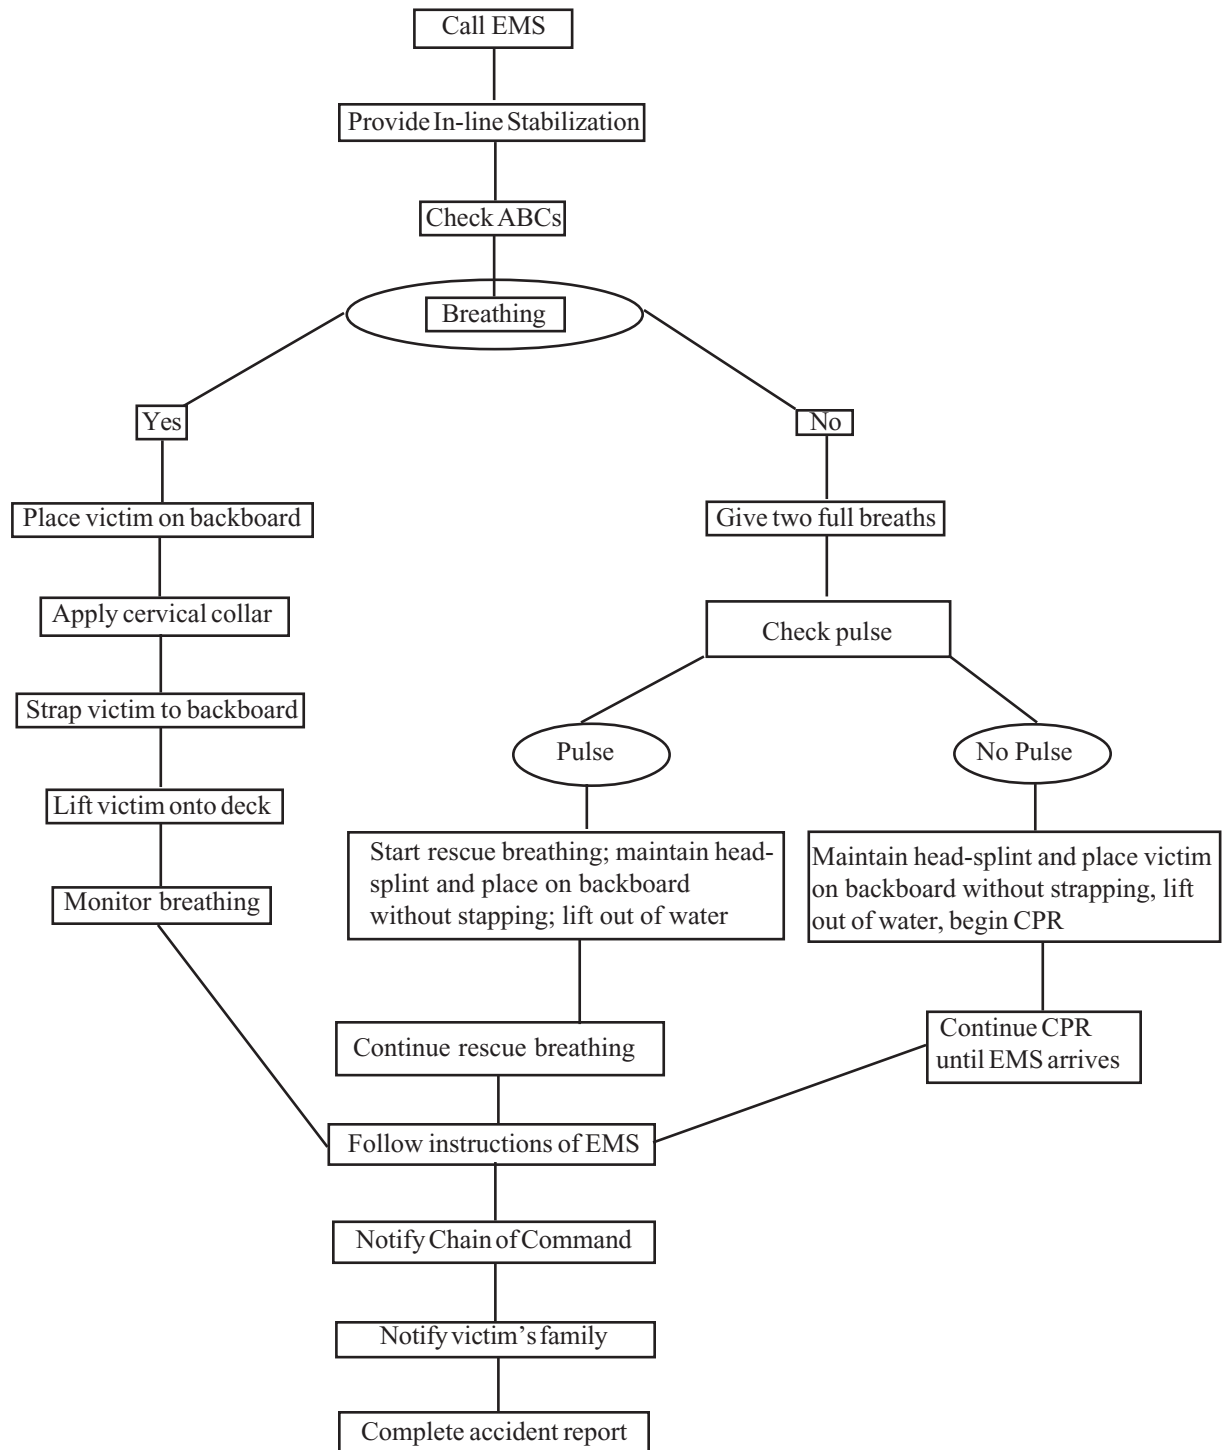 Call EMS
Provide In-line Stabilization
Check ABCs
Breathing
Yes
No
Place victim on backboard
Give two full breaths
Apply cervical collar
Check pulse
Strap victim to backboard
Pulse
No Pulse
Lift victim onto deck
Start rescue breathing; maintain head-
splint and place on backboard
without stapping; lift out of water
Maintain head-splint and place victim
on backboard without strapping, lift
out of water, begin CPR
Monitor breathing
Continue rescue breathing
Continue CPR
until EMS arrives
Follow instructions of EMS
Notify Chain of Command
Notify victim’s family
Complete accident report